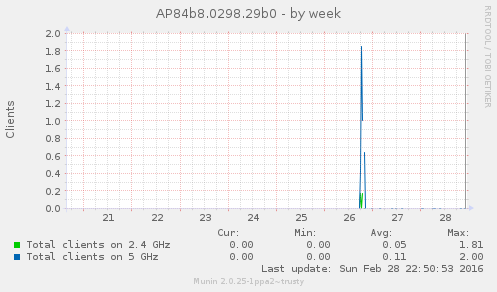 AP84b8.0298.29b0 - by week
RRDTOOL / TOBI OETIKER
Clients
2.0
1.8
1.6
1.4
1.2
1.0
0.8
0.6
0.4
0.2
0.0
21 22 23 24 25 26 27 28
Cur: Min: Avg: Max:
Total clients on 2.4 GHz 0.00 0.00 0.05 1.81
Total clients on 5 GHz 0.00 0.00 0.11 2.00
Last update: Sun Feb 28 22:50:53 2016
Munin 2.0.25-1ppa2~trusty